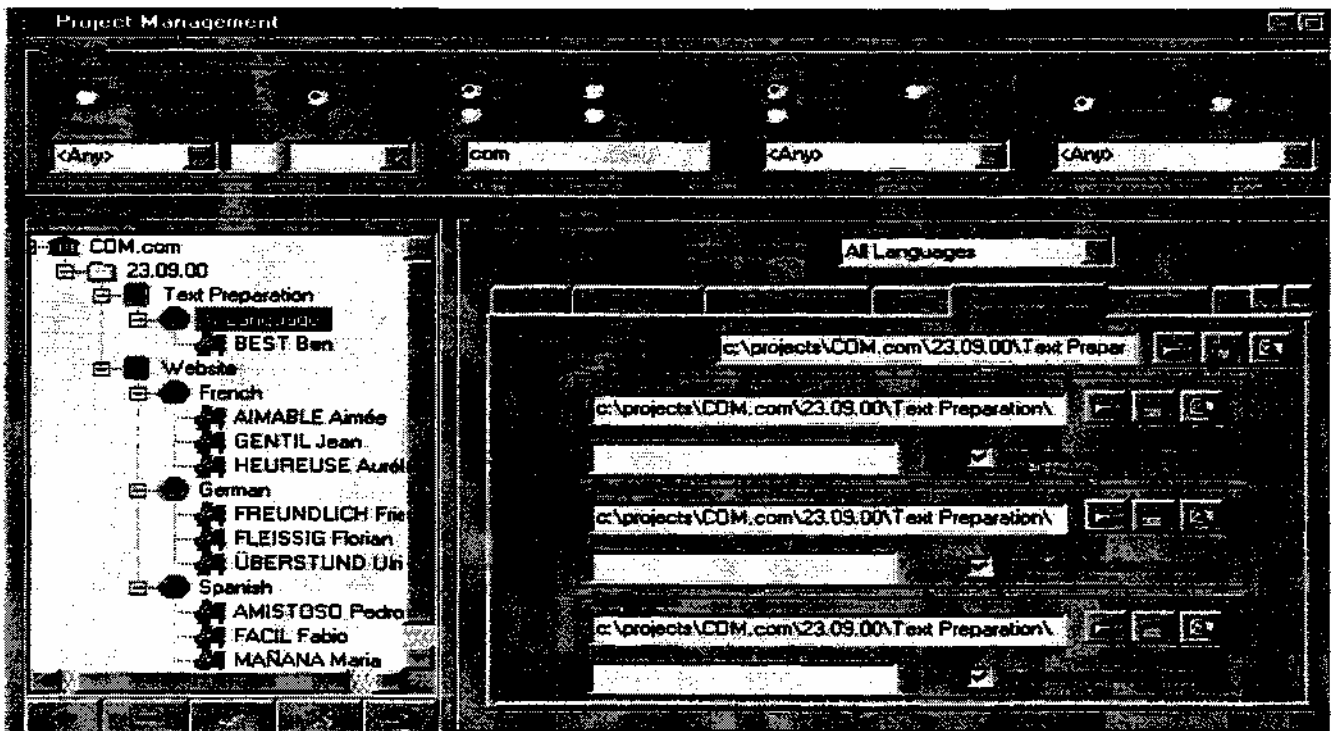 Project Management
<Any>
com
<Any>
<Any>
COM.com
23.09.00
Text Preparation
BEST Ben
Website
French
AIMABLE Aimée
GENTIL Jean
HEUREUSE Aurél
German
FREUNDLICH Frie
FLEISSIG Florian
ÜBERSTUND Ulri
Spanish
AMISTOSO Pedro
FACIL Fabio
MAÑANA Maria
All Languages
c:\projects\COM.com\23.09.00\Text Prepar
c:\projects\COM.com\23.09.00\Text Preparation\
c:\projects\COM.com\23.09.00\Text Preparation\
c:\projects\COM.com\23.09.00\Text Preparation\